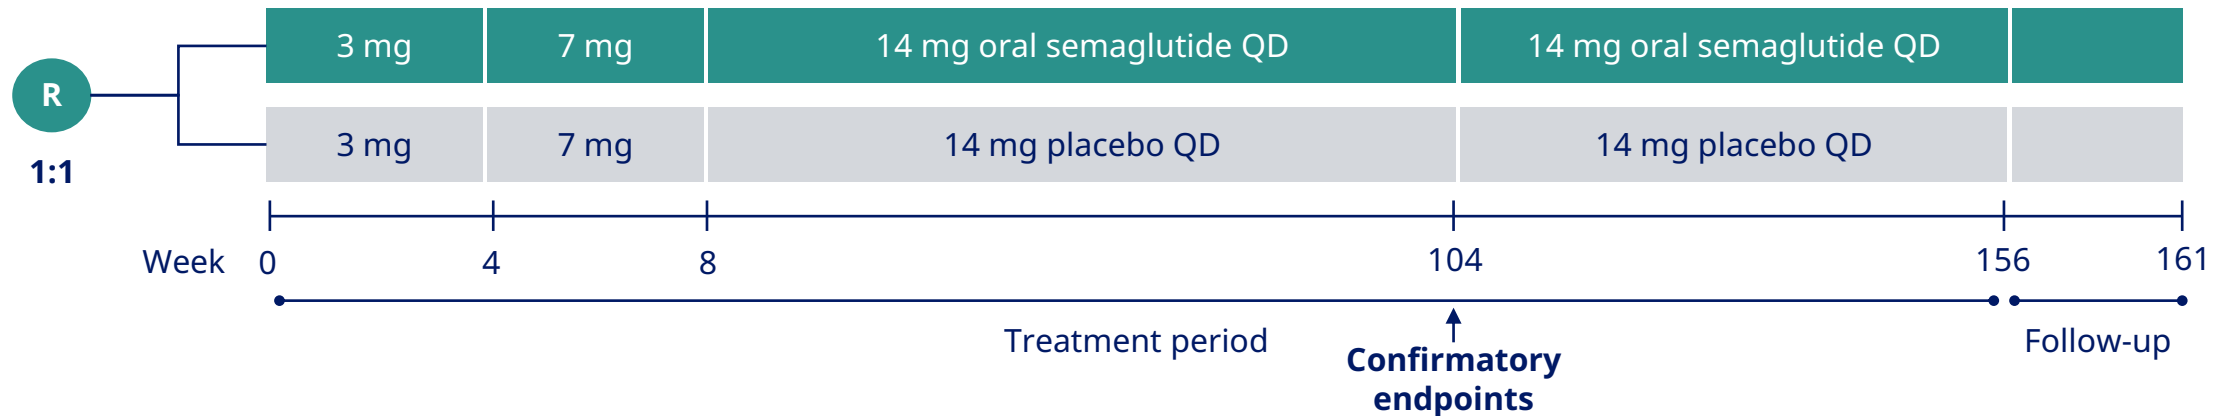 3 mg 7 mg 14 mg oral semaglutide QD 14 mg oral semaglutide QD
R
3 mg 7 mg 14 mg placebo QD 14 mg placebo QD
1:1
Week 0 4 8 104 156 161
Treatment period Follow-up
Confirmatory
endpoints